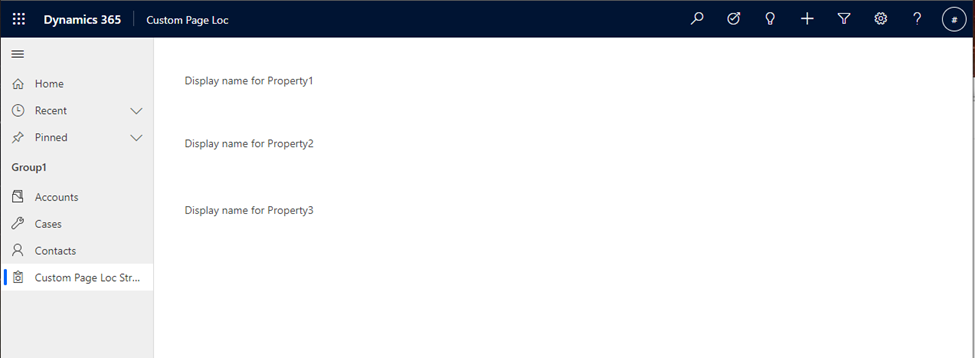 Dynamics 365
Custom Page Loc
?
#
Home
Recent
Pinned
Group1
Accounts
Cases
Contacts
Custom Page Loc Str...
Display name for Property1
Display name for Property2
Display name for Property3